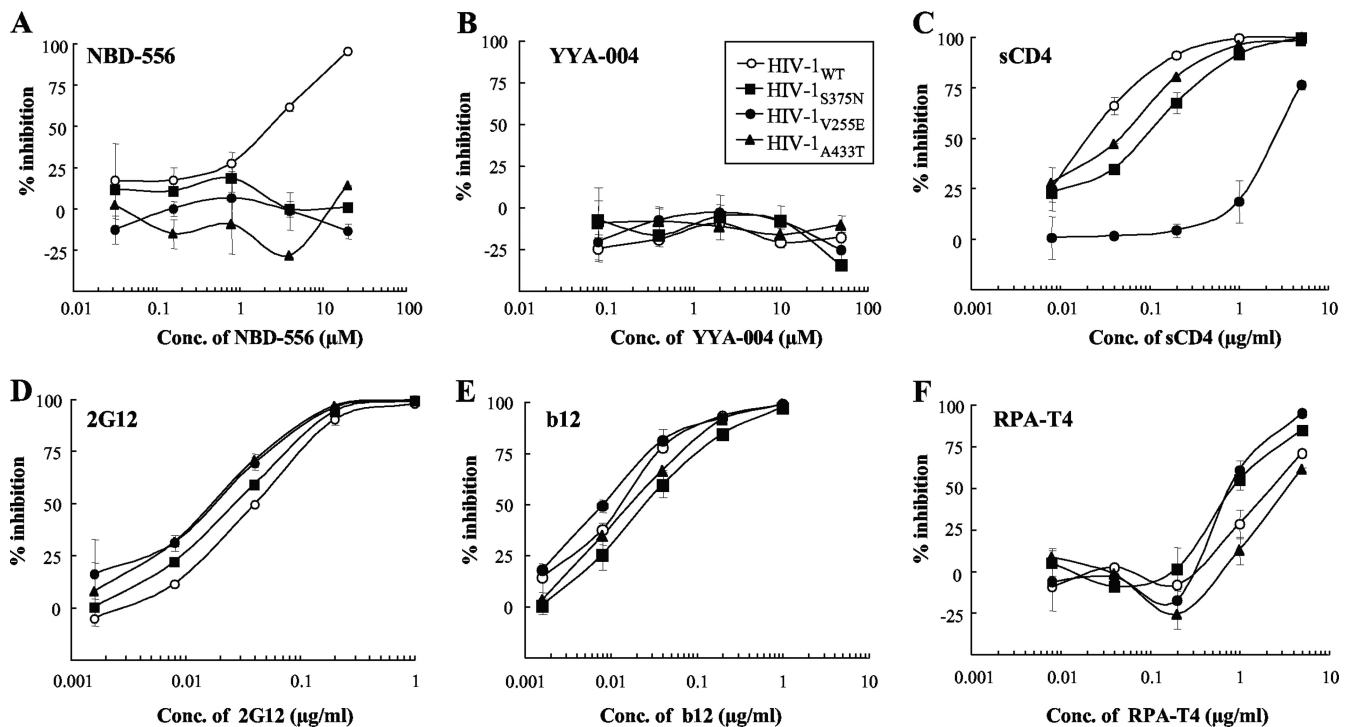 A
NBD-556
% inhibition
100
75
50
25
0
-25
0.01
0.1
1
10
100
Conc. of NBD-556 (μM)
B
YYA-004
HIV-1WT
HIV-1S375N
HIV-1V255E
HIV-1A433T
% inhibition
100
75
50
25
0
-25
0.01
0.1
1
10
100
Conc. of YYA-004 (μM)
C
sCD4
% inhibition
100
75
50
25
0
0.001
0.01
0.1
1
10
Conc. of sCD4 (μg/ml)
D
2G12
% inhibition
100
75
50
25
0
0.001
0.01
0.1
1
Conc. of 2G12 (μg/ml)
E
b12
% inhibition
100
75
50
25
0
0.001
0.01
0.1
1
10
Conc. of b12 (μg/ml)
F
RPA-T4
% inhibition
100
75
50
25
0
-25
0.001
0.01
0.1
1
10
Conc. of RPA-T4 (μg/ml)